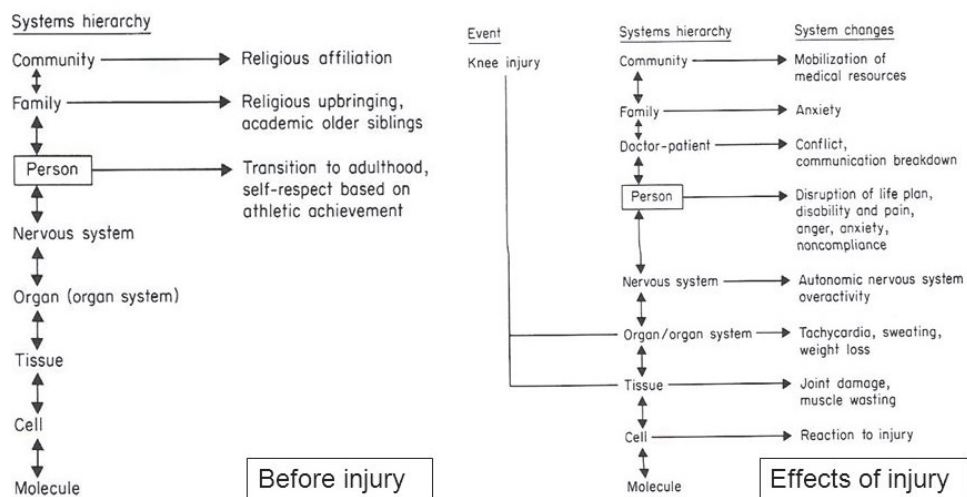 Systems hierarchy
Community
Religious affiliation
Family
Religious upbringing,
academic older siblings
Person
Transition to adulthood,
self-respect based on
athletic achievement
Nervous system
Organ (organ system)
Tissue
Cell
Molecule
Before injury
Event
Systems hierarchy
System changes
Knee injury
Community
Mobilization of
medical resources
Family
Anxiety
Doctor-patient
Conflict,
communication breakdown
Person
Disruption of life plan,
disability and pain,
anger, anxiety,
noncompliance
Nervous system
Autonomic nervous system
overactivity
Organ/organ system
Tachycardia, sweating,
weight loss
Tissue
Joint damage,
muscle wasting
Cell
Reaction to injury
Molecule
Effects of injury